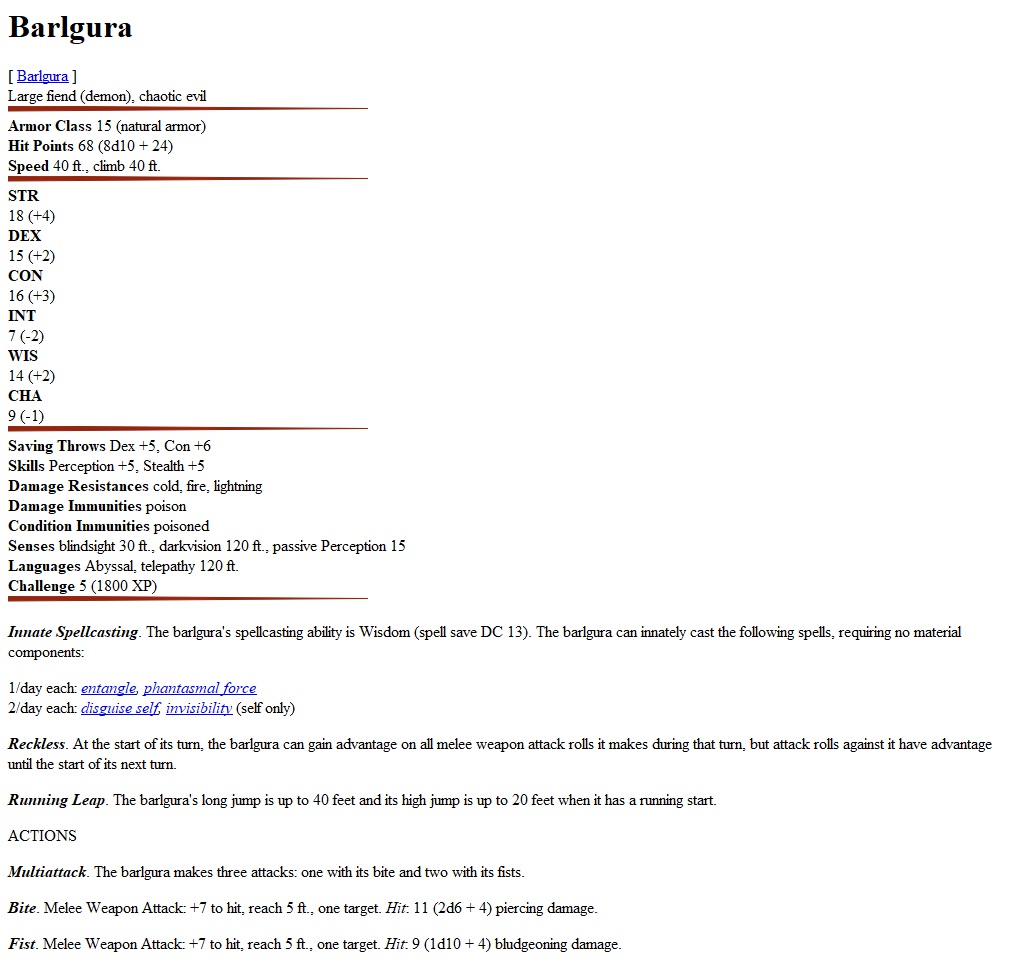 Barlgura
[ Barlgura ]
Large fiend (demon), chaotic evil
Armor Class 15 (natural armor)
Hit Points 68 (8d10 + 24)
Speed 40 ft., climb 40 ft.
STR
18 (+4)
DEX
15 (+2)
CON
16 (+3)
INT
7 (-2)
WIS
14 (+2)
CHA
9 (-1)
Saving Throws Dex +5, Con +6
Skills Perception +5, Stealth +5
Damage Resistances cold, fire, lightning
Damage Immunities poison
Condition Immunities poisoned
Senses blindsight 30 ft., darkvision 120 ft., passive Perception 15
Languages Abyssal, telepathy 120 ft.
Challenge 5 (1800 XP)
Innate Spellcasting. The barlgura's spellcasting ability is Wisdom (spell save DC 13). The barlgura can innately cast the following spells, requiring no material
components:
1/day each: entangle, phantasmal force
2/day each: disguise self, invisibility (self only)
Reckless. At the start of its turn, the barlgura can gain advantage on all melee weapon attack rolls it makes during that turn, but attack rolls against it have advantage
until the start of its next turn.
Running Leap. The barlgura's long jump is up to 40 feet and its high jump is up to 20 feet when it has a running start.
ACTIONS
Multiattack. The barlgura makes three attacks: one with its bite and two with its fists.
Bite. Melee Weapon Attack: +7 to hit, reach 5 ft., one target. Hit: 11 (2d6 + 4) piercing damage.
Fist. Melee Weapon Attack: +7 to hit, reach 5 ft., one target. Hit: 9 (1d10 + 4) bludgeoning damage.